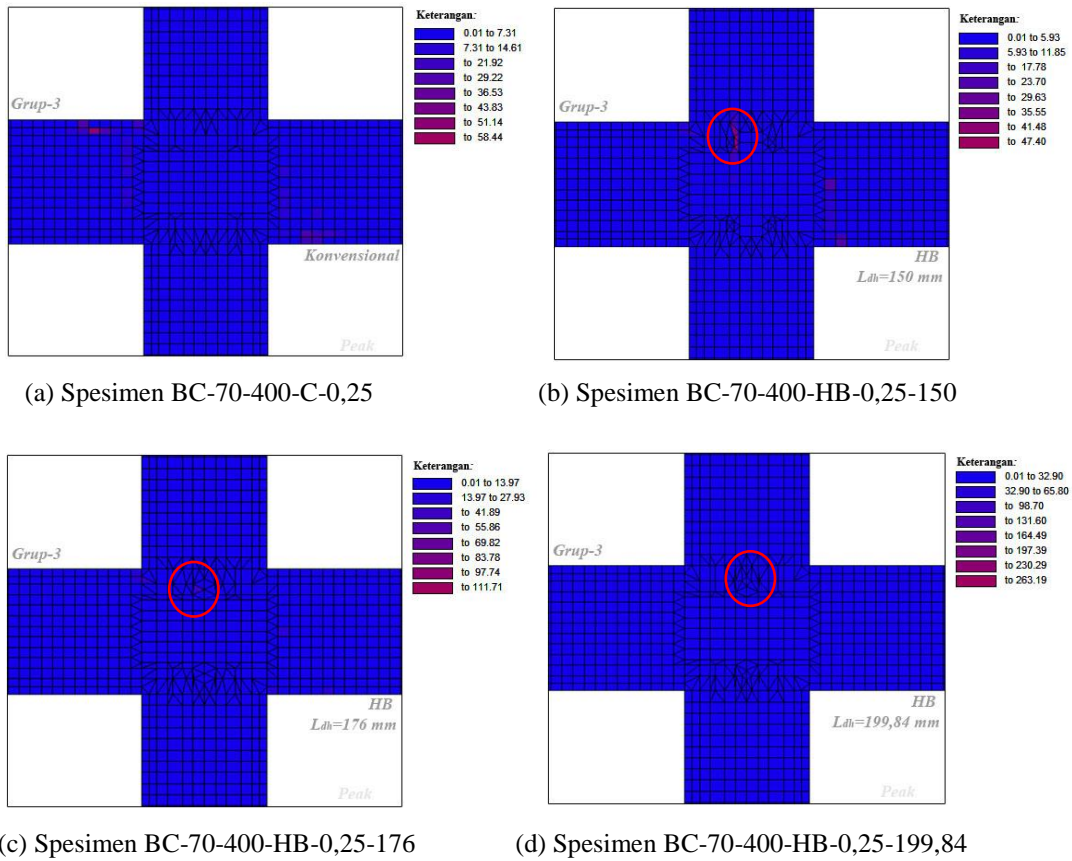 Keterangan:
0.01 to 7.31
7.31 to 14.61
to 21.92
to 29.22
to 36.53
to 43.83
to 51.14
to 58.44
Grup-3
Konvensional
Peak
(a) Spesimen BC-70-400-C-0,25
Keterangan:
0.01 to 5.93
5.93 to 11.85
to 17.78
to 23.70
to 29.63
to 35.55
to 41.48
to 47.40
Grup-3
HB
Ldh=150 mm
Peak
(b) Spesimen BC-70-400-HB-0,25-150
Keterangan:
0.01 to 13.97
13.97 to 27.93
to 41.89
to 55.86
to 69.82
to 83.78
to 97.74
to 111.71
Grup-3
HB
Ldh=176 mm
Peak
(c) Spesimen BC-70-400-HB-0,25-176
Keterangan:
0.01 to 32.90
32.90 to 65.80
to 98.70
to 131.60
to 164.49
to 197.39
to 230.29
to 263.19
Grup-3
HB
Ldh=199,84 mm
Peak
(d) Spesimen BC-70-400-HB-0,25-199,84